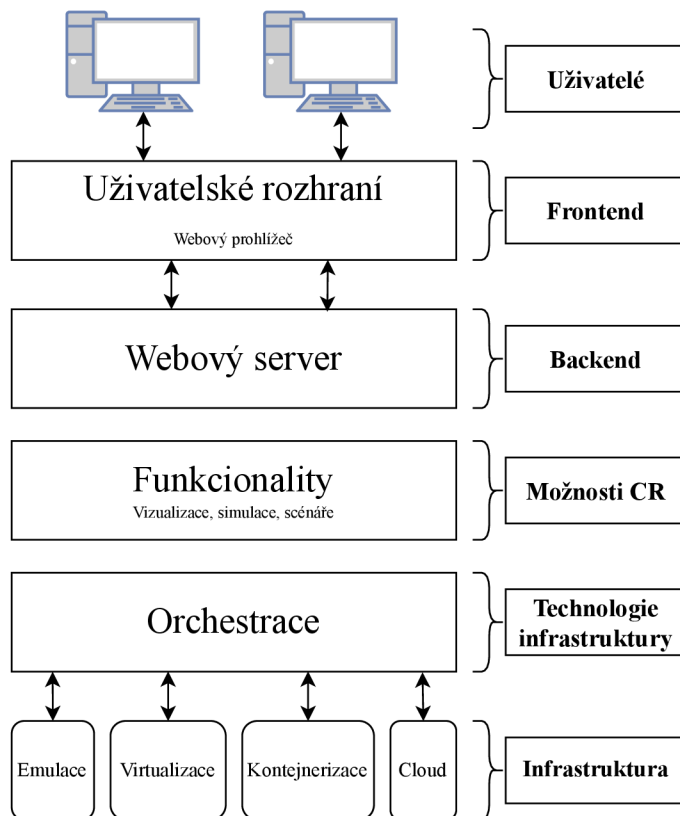 Uživatelé
Uživatelské rozhraní
Webový prohlížeč
Frontend
Webový server
Backend
Funkcionality
Vizualizace, simulace, scénáře
Možnosti CR
Orchestrace
Technologie
infrastruktury
Emulace
Virtualizace
Kontejnerizace
Cloud
Infrastruktura